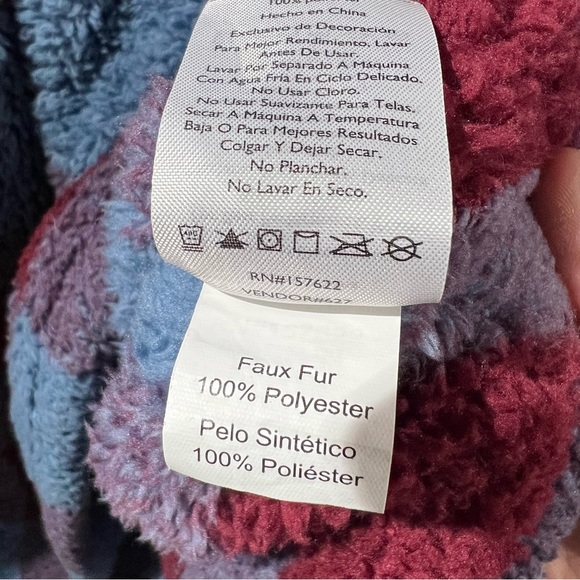 Hecho en China
Exclusivo de Decoración
Para Mejor Rendimiento, Lavar
Antes De Usar.
Lavar Por Separado A Máquina
Con Agua Fría En Ciclo Delicado.
No Usar Cloro.
No Usar Suavizante Para Telas.
Secar A Máquina A Temperatura
Baja O Para Mejores Resultados
Colgar Y Dejar Secar.
No Planchar.
No Lavar En Seco.
RN#157622
VENDOR#627
Faux Fur
100% Polyester
Pelo Sintético
100% Poliéster